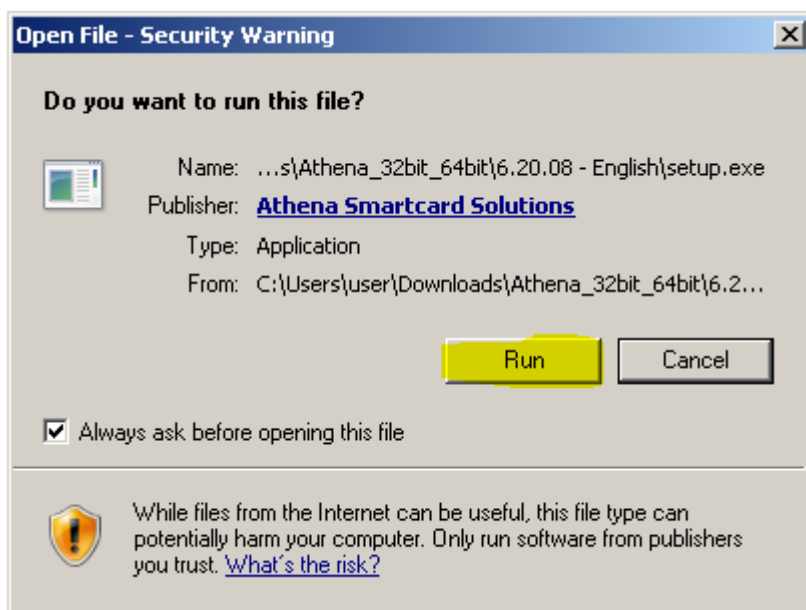 Open File - Security Warning
Do you want to run this file?
Name: ...s\Athena_32bit_64bit\6.20.08 - English\setup.exe
Publisher: Athena Smartcard Solutions
Type: Application
From: C:\Users\user\Downloads\Athena_32bit_64bit\6.2...
Run Cancel
Always ask before opening this file
While files from the Internet can be useful, this file type can
potentially harm your computer. Only run software from publishers
you trust. What's the risk?